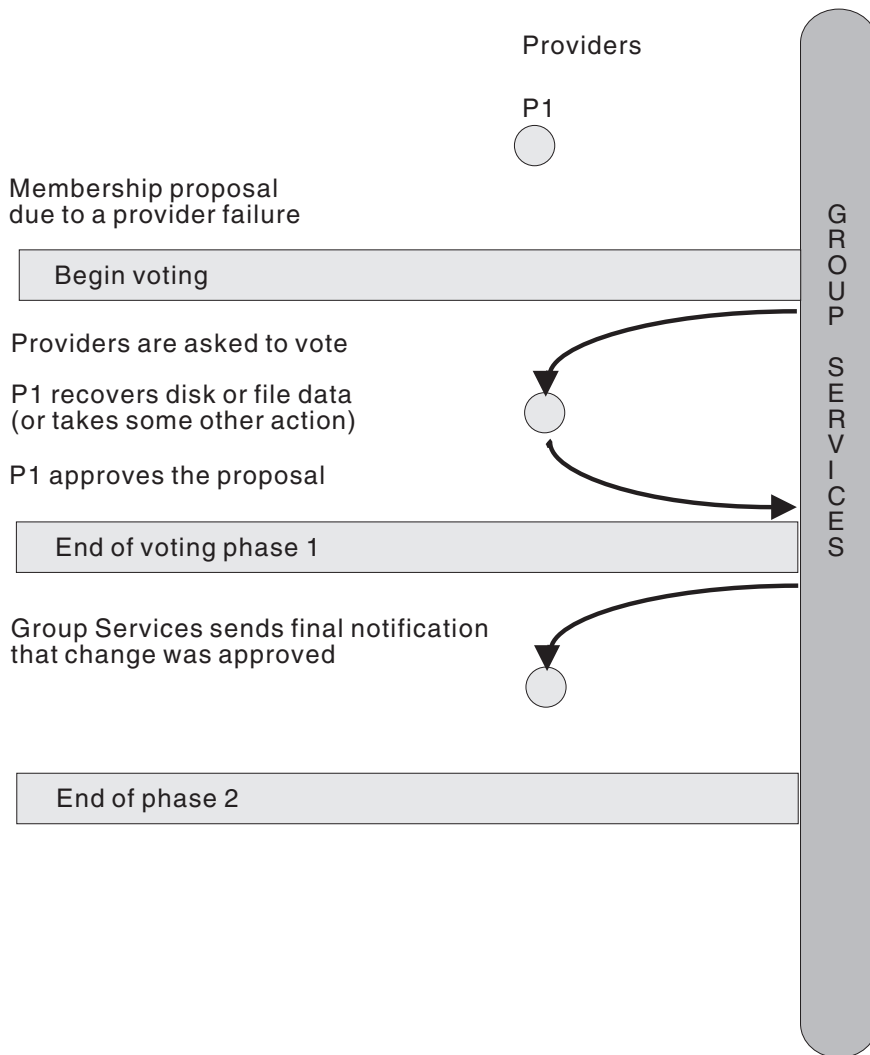 Providers
P1
Membership proposal
due to a provider failure
Begin voting
Providers are asked to vote
P1 recovers disk or file data
(or takes some other action)
P1 approves the proposal
End of voting phase 1
Group Services sends final notification
that change was approved
End of phase 2
GROUP SERVICES